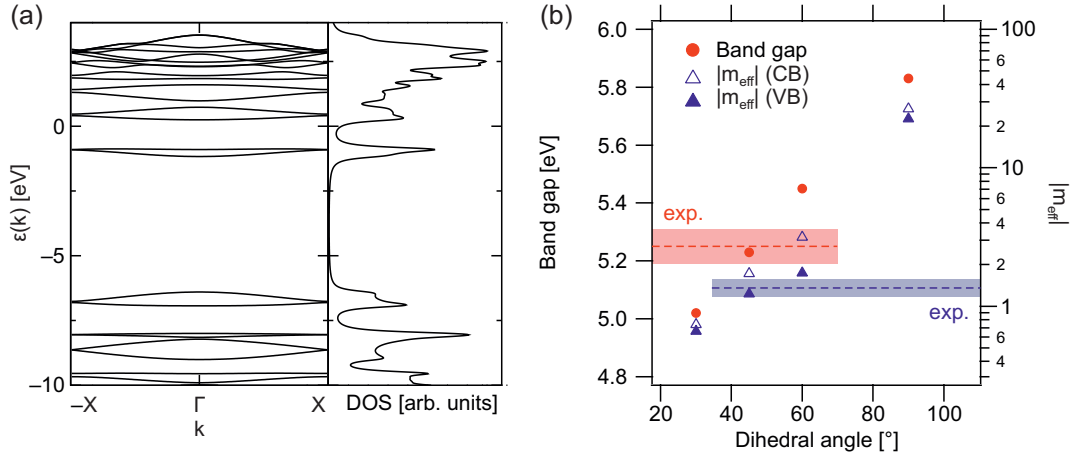 (a)
0
−5
−10
ε(k) [eV]
−X
Γ
X
k
DOS [arb. units]
(b)
6.0
5.8
5.6
5.4
5.2
5.0
4.8
Band gap [eV]
Band gap
|m_eff| (CB)
|m_eff| (VB)
exp.
exp.
100
6
4
2
10
6
4
2
1
6
4
|m_eff|
20
40
60
80
100
Dihedral angle [°]